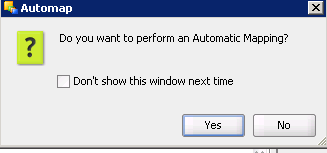 Automap
Do you want to perform an Automatic Mapping?
Don't show this window next time
Yes No